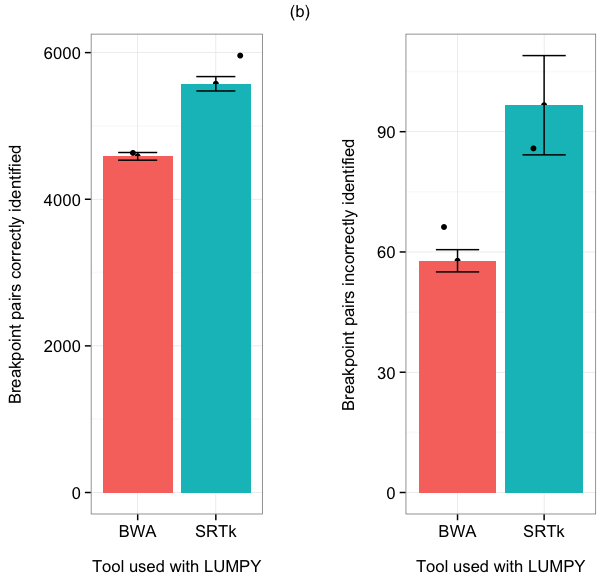 (b)
Breakpoint pairs correctly identified
6000
4000
2000
0
BWA SRTk
Tool used with LUMPY
Breakpoint pairs incorrectly identified
90
60
30
0
BWA SRTk
Tool used with LUMPY